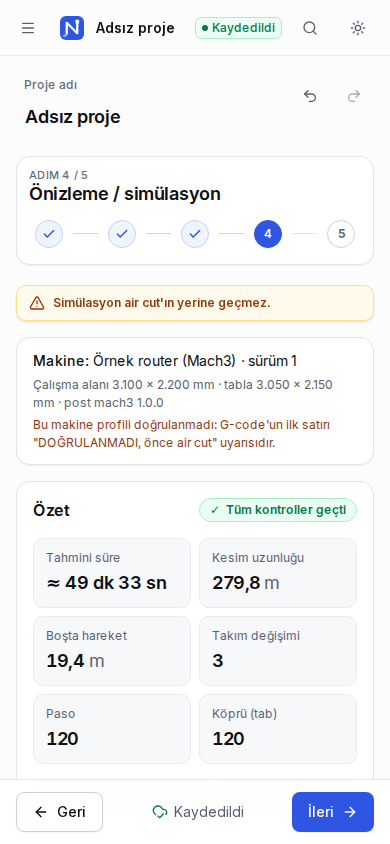 Adsız proje
Kaydedildi
Proje adı
Adsız proje
ADIM 4 / 5
Önizleme / simülasyon
4
5
Simülasyon air cut'ın yerine geçmez.
Makine: Örnek router (Mach3) · sürüm 1
Çalışma alanı 3.100 × 2.200 mm · tabla 3.050 × 2.150
mm · post mach3 1.0.0
Bu makine profili doğrulanmadı: G-code'un ilk satırı
"DOĞRULANMADI, önce air cut" uyarısıdır.
Özet
✓ Tüm kontroller geçti
Tahmini süre
≈ 49 dk 33 sn
Kesim uzunluğu
279,8 m
Boşta hareket
19,4 m
Takım değişimi
3
Paso
120
Köprü (tab)
120
Geri
Kaydedildi
İleri